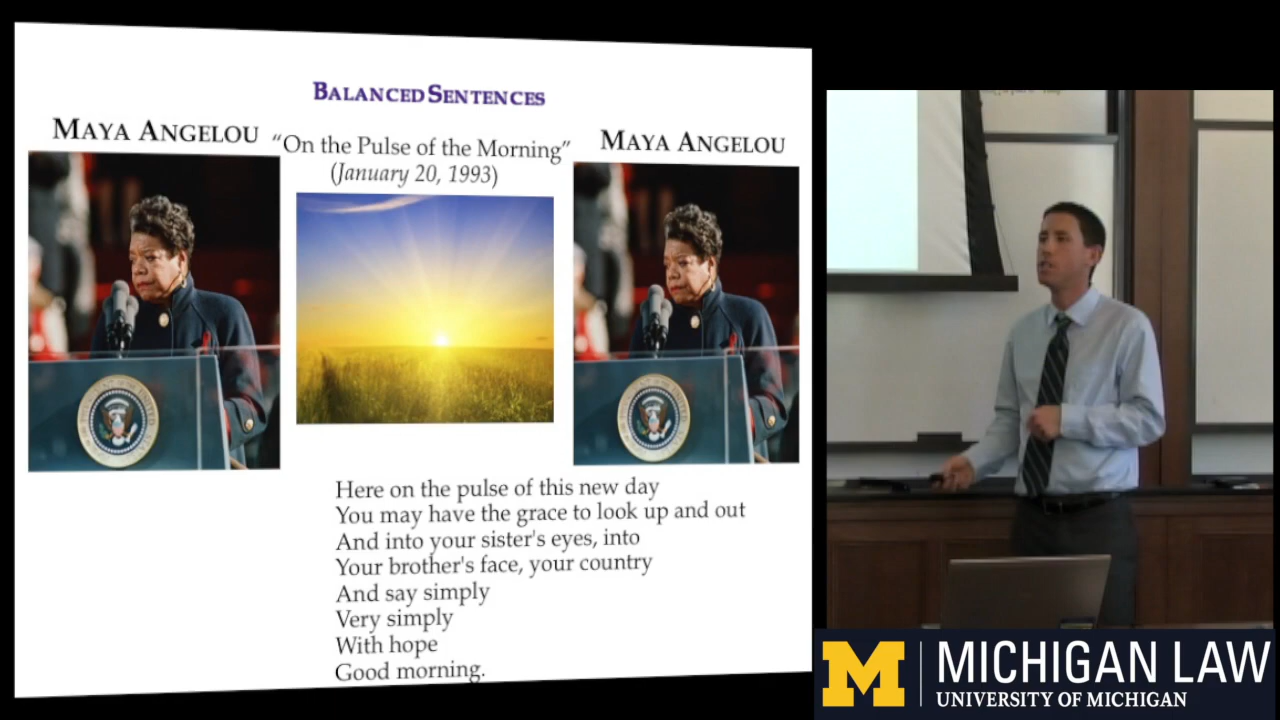 BALANCED SENTENCES
MAYA ANGELOU
“On the Pulse of the Morning”
(January 20, 1993)
MAYA ANGELOU
Here on the pulse of this new day
You may have the grace to look up and out
And into your sister's eyes, into
Your brother's face, your country
And say simply
Very simply
With hope
Good morning.
M
MICHIGAN LAW
UNIVERSITY OF MICHIGAN